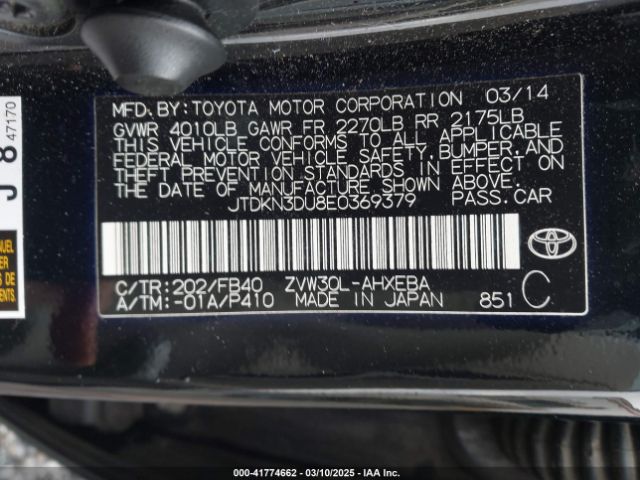 MFD.BY:TOYOTA MOTOR CORPORATION 03/14
GVWR 4010LB GAWR FR 2270LB RR 2175LB
THIS VEHICLE CONFORMS TO ALL APPLICABLE
FEDERAL MOTOR VEHICLE SAFETY,BUMPER,AND
THEFT PREVENTION STANDARDS IN EFFECT ON
THE DATE OF MANUFACTURE SHOWN ABOVE.
JTDKN3DU8E0369379 PASS.CAR
C/TR:202/FB40 ZVW30L-AHXEBA
A/TM:-01A/P410 MADE IN JAPAN 851 C
J 8
47170
000-41774662 - 03/10/2025 - IAA Inc.